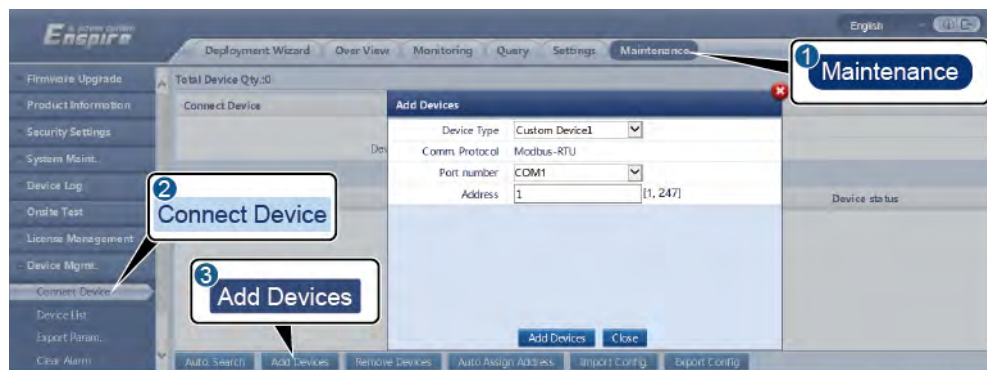 English
Enspire
Deployment Wizard Over View Monitoring Query Settings Maintenance
1 Maintenance
Firmware Upgrade
Product Information
Security Settings
System Maint.
Device Log
Onsite Test
License Management
Device Mgmt.
Connect Device
Device List
Export Param.
Clear Alarm
Total Device Qty.:0
Connect Device
Dev
Device status
2 Connect Device
3 Add Devices
Add Devices
Device Type Custom Device1
Comm. Protocol Modbus-RTU
Port number COM1
Address 1 [1, 247]
Add Devices Close
Auto. Search Add Devices Remove Devices Auto Assign Address Import Config. Export Config